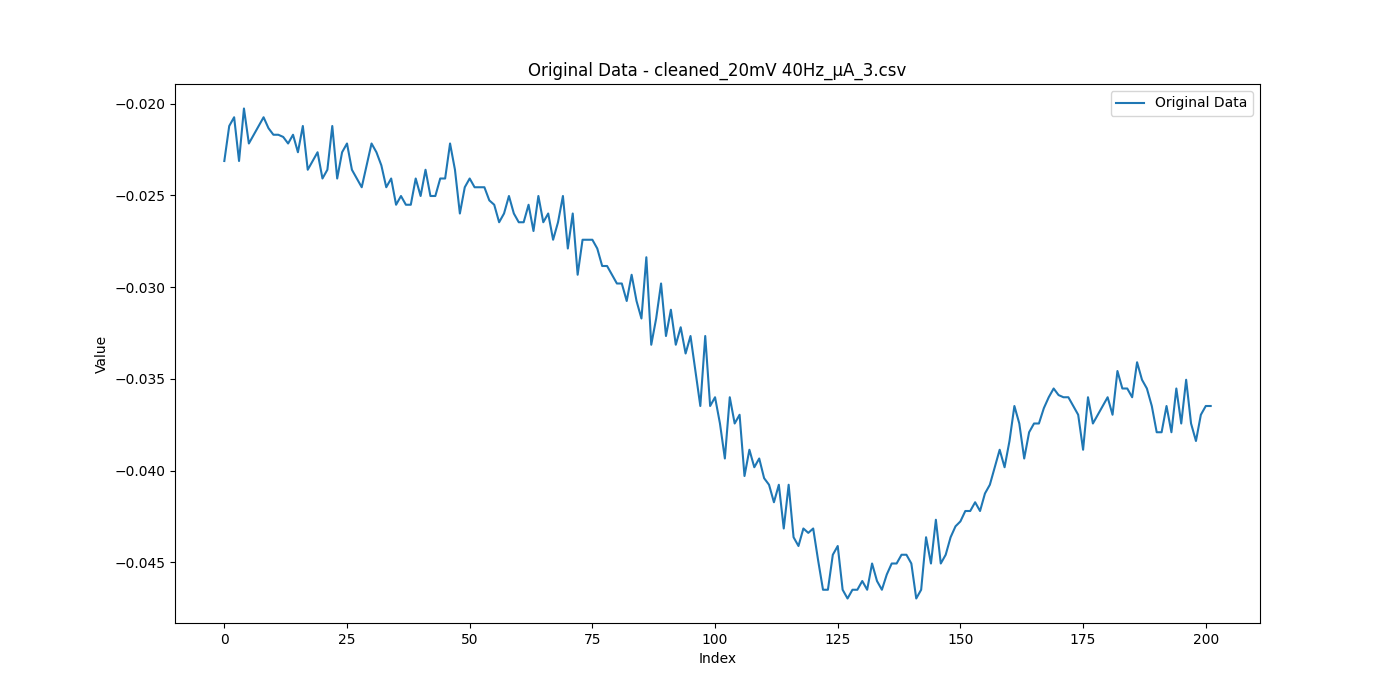 Original Data - cleaned_20mV 40Hz_µA_3.csv
Original Data
Value
−0.020
−0.025
−0.030
−0.035
−0.040
−0.045
0 25 50 75 100 125 150 175 200
Index